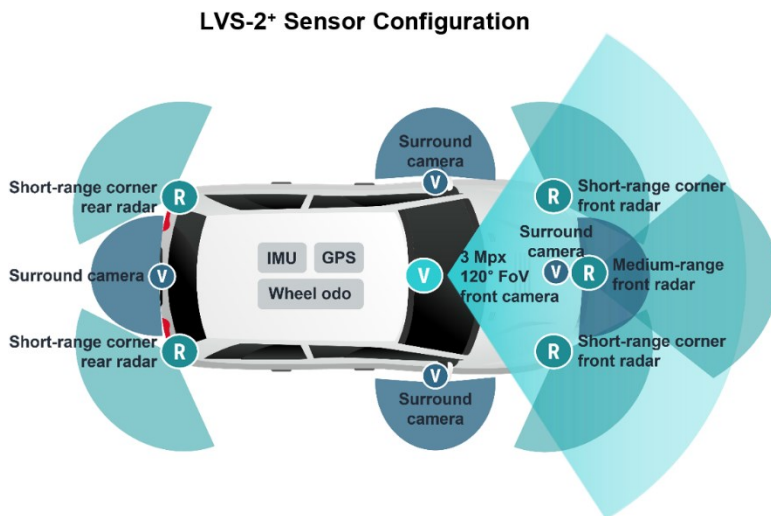 LVS-2⁺ Sensor Configuration
Surround
camera
V
Short-range corner
rear radar
R
R
Short-range corner
front radar
Surround camera
V
IMU
GPS
Wheel odo
V
3 Mpx
120° FoV
front camera
Surround
camera
V
R
Medium-range
front radar
Short-range corner
rear radar
R
R
Short-range corner
front radar
V
Surround
camera